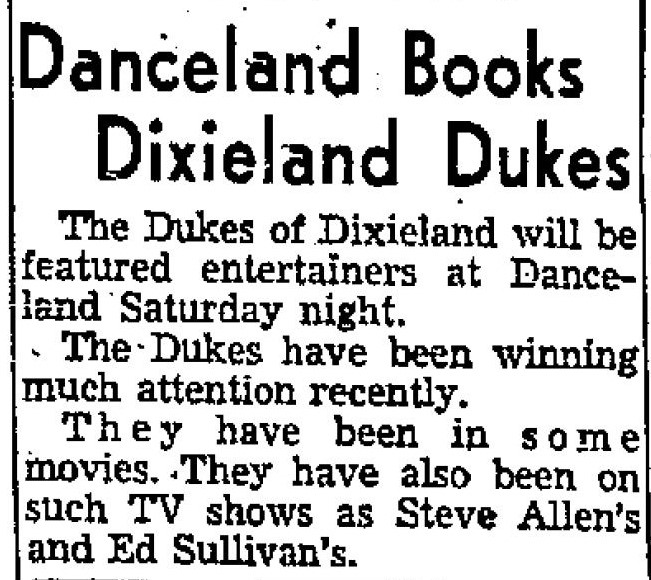 Danceland Books
Dixieland Dukes
The Dukes of Dixieland will be
featured entertainers at Dance-
land Saturday night.
The Dukes have been winning
much attention recently.
They have been in some
movies. They have also been on
such TV shows as Steve Allen's
and Ed Sullivan's.